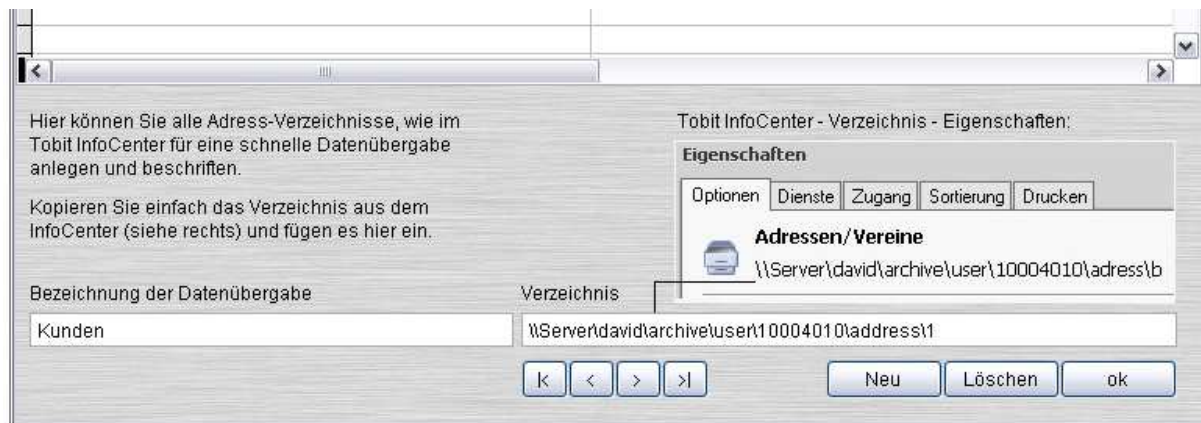 Hier können Sie alle Adress-Verzeichnisse, wie im
Tobit InfoCenter für eine schnelle Datenübergabe
anlegen und beschriften.
Kopieren Sie einfach das Verzeichnis aus dem
InfoCenter (siehe rechts) und fügen es hier ein.
Tobit InfoCenter - Verzeichnis - Eigenschaften:
Eigenschaften
Optionen Dienste Zugang Sortierung Drucken
Adressen/Vereine
\\Server\david\archive\user\10004010\adress\b
Bezeichnung der Datenübergabe Verzeichnis
Kunden \\Server\david\archive\user\10004010\address\1
|< < > >| Neu Löschen ok